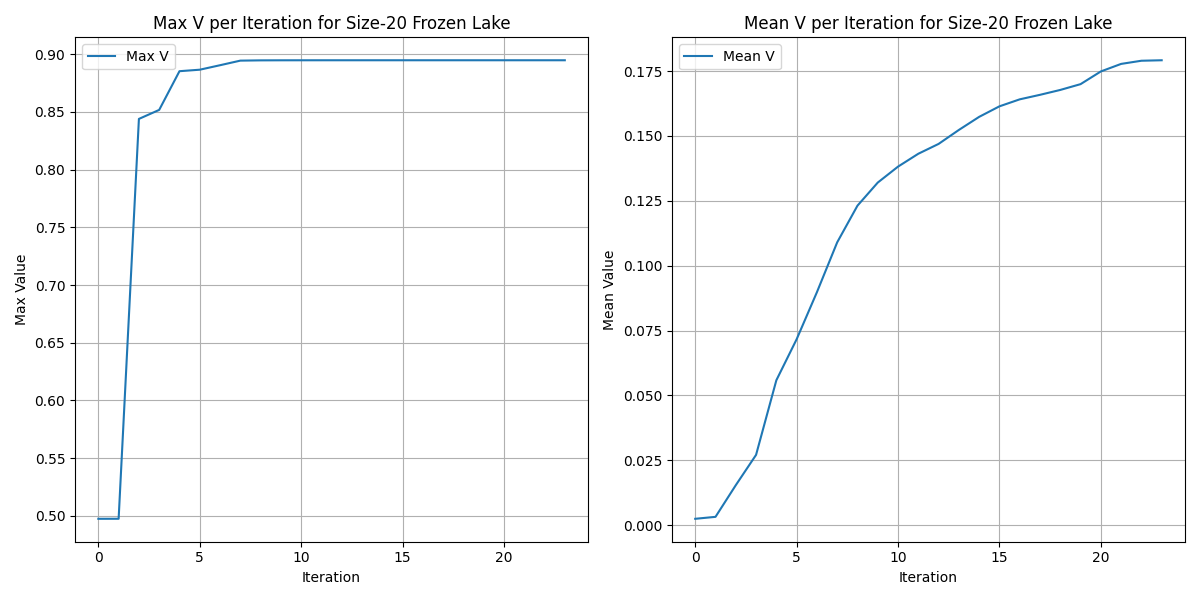 Max V per Iteration for Size-20 Frozen Lake
Max V
0.90
0.85
0.80
0.75
0.70
0.65
0.60
0.55
0.50
Max Value
0 5 10 15 20
Iteration
Mean V per Iteration for Size-20 Frozen Lake
Mean V
0.175
0.150
0.125
0.100
0.075
0.050
0.025
0.000
Mean Value
0 5 10 15 20
Iteration